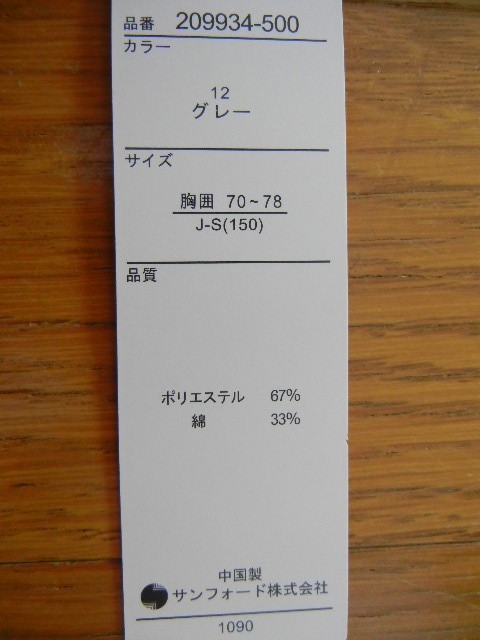 品番 209934-500
カラー
12
グレー
サイズ
胸囲 70~78
J-S(150)
品質
ポリエステル 67%
綿 33%
中国製
サンフォード株式会社
1090